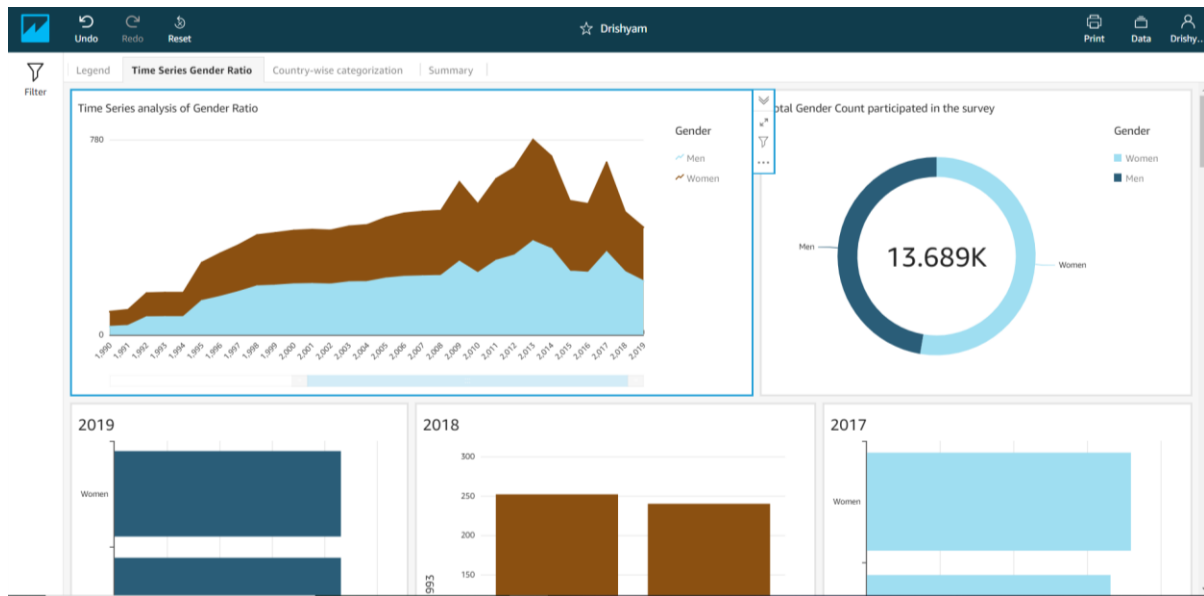 Undo
Redo
Reset
Drishyam
Print
Data
Drishy..
Filter
Legend
Time Series Gender Ratio
Country-wise categorization
Summary
Time Series analysis of Gender Ratio
780
0
1,990
1,991
1,992
1,993
1,994
1,995
1,996
1,997
1,998
1,999
2,000
2,001
2,002
2,003
2,004
2,005
2,006
2,007
2,008
2,009
2,010
2,011
2,012
2,013
2,014
2,015
2,016
2,017
2,018
2,019
Gender
Men
Women
otal Gender Count participated in the survey
Men
13.689K
Women
Gender
Women
Men
2019
Women
2018
300
250
200
150
993
2017
Women